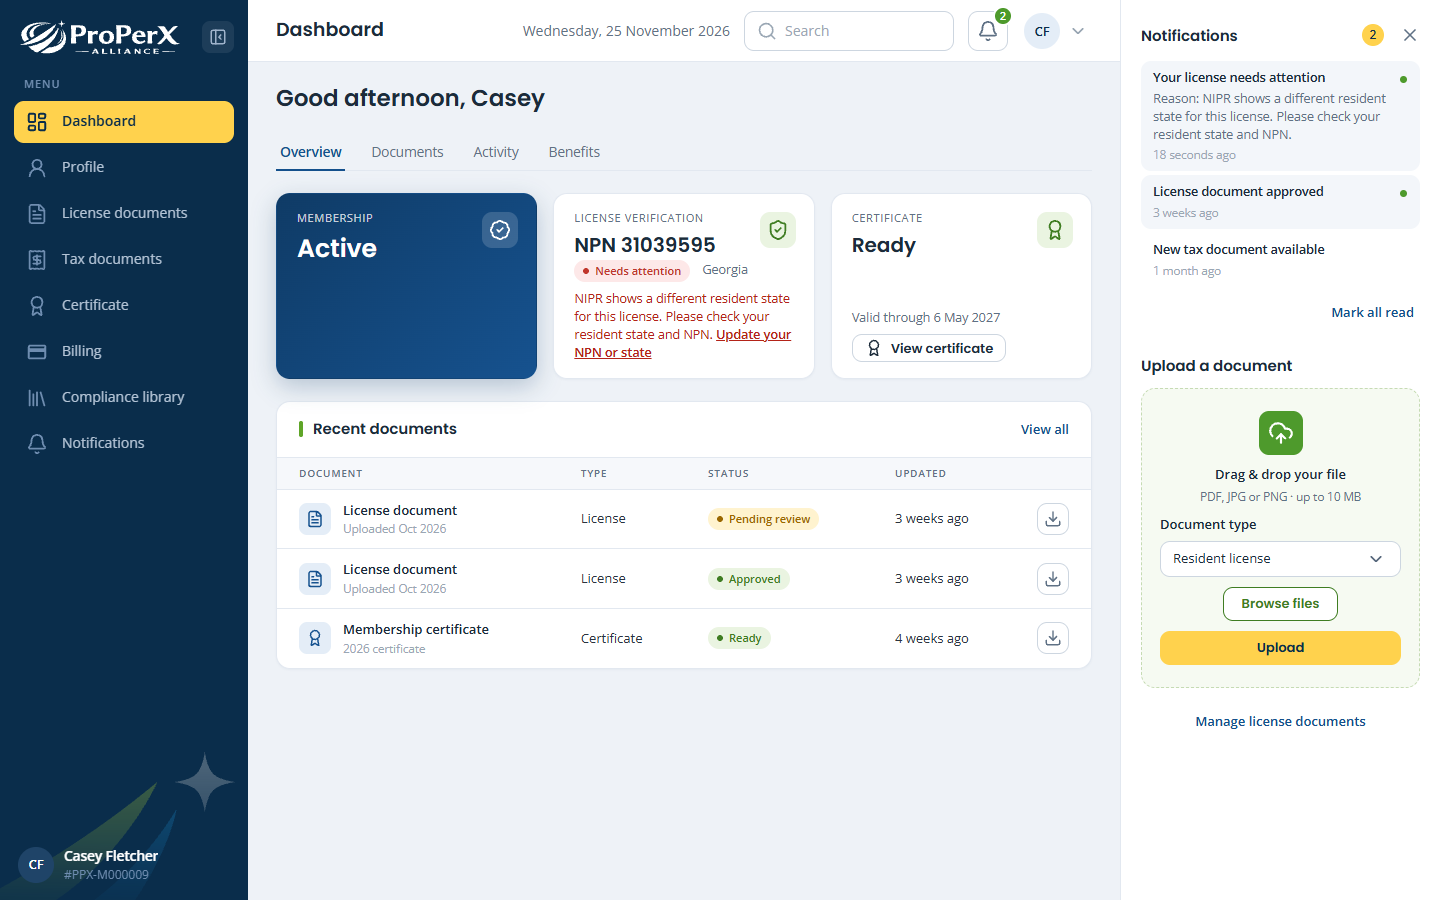 ProPerX
ALLIANCE
MENU
Dashboard
Profile
License documents
Tax documents
Certificate
Billing
Compliance library
Notifications
CF
Casey Fletcher
#PPX-M000009
Dashboard
Wednesday, 25 November 2026
Search
2
CF
Good afternoon, Casey
Overview
Documents
Activity
Benefits
MEMBERSHIP
Active
LICENSE VERIFICATION
NPN 31039595
Needs attention
Georgia
NIPR shows a different resident state
for this license. Please check your
resident state and NPN. Update your
NPN or state
CERTIFICATE
Ready
Valid through 6 May 2027
View certificate
Recent documents
View all
DOCUMENT
TYPE
STATUS
UPDATED
License document
Uploaded Oct 2026
License
Pending review
3 weeks ago
License document
Uploaded Oct 2026
License
Approved
3 weeks ago
Membership certificate
2026 certificate
Certificate
Ready
4 weeks ago
Notifications
2
Your license needs attention
Reason: NIPR shows a different resident
state for this license. Please check your
resident state and NPN.
18 seconds ago
License document approved
3 weeks ago
New tax document available
1 month ago
Mark all read
Upload a document
Drag & drop your file
PDF, JPG or PNG · up to 10 MB
Document type
Resident license
Browse files
Upload
Manage license documents